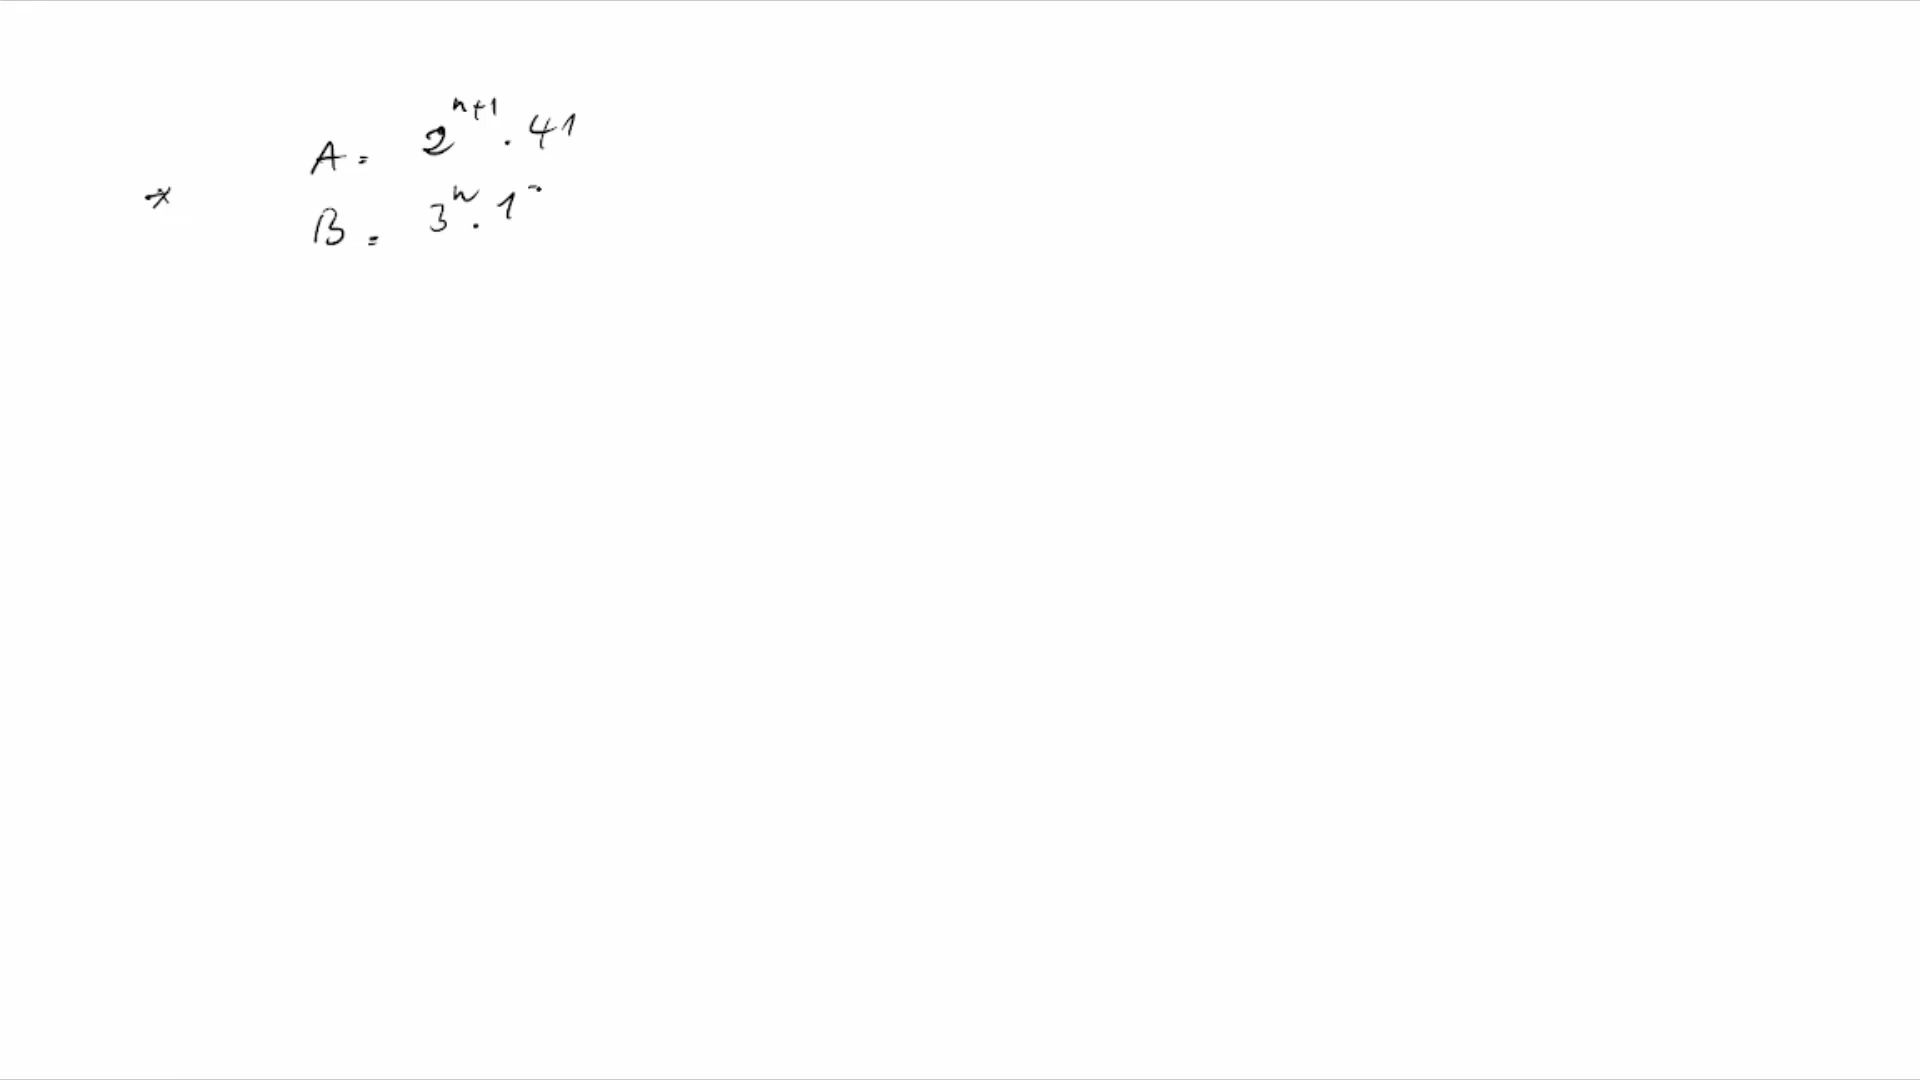 A = 2^{n+1} . 41
* B = 3^n . 1